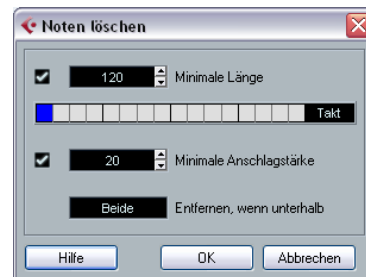 Noten löschen
120 Minimale Länge
Takt
20 Minimale Anschlagstärke
Beide Entfernen, wenn unterhalb
Hilfe OK Abbrechen